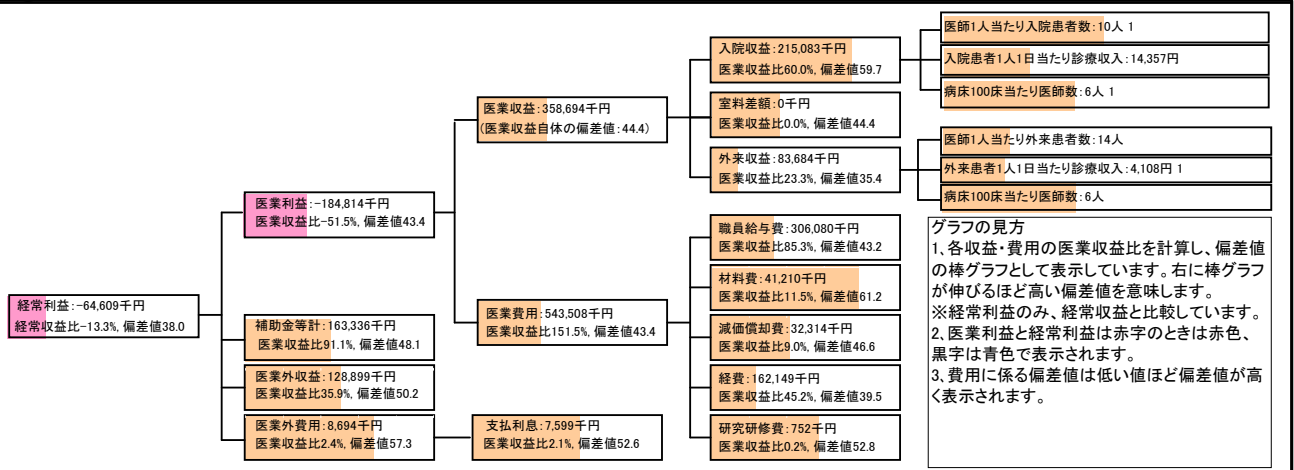 経常利益:-64,609千円
経常収益比-13.3%, 偏差値38.0
医業利益:-184,814千円
医業収益比-51.5%, 偏差値43.4
補助金等計:163,336千円
医業収益比91.1%, 偏差値48.1
医業外収益:128,899千円
医業収益比35.9%, 偏差値50.2
医業外費用:8,694千円
医業収益比2.4%, 偏差値57.3
支払利息:7,599千円
医業収益比2.1%, 偏差値52.6
医業収益:358,694千円
(医業収益自体の偏差値:44.4)
医業費用:543,508千円
医業収益比151.5%, 偏差値43.4
入院収益:215,083千円
医業収益比60.0%, 偏差値59.7
室料差額:0千円
医業収益比0.0%, 偏差値44.4
外来収益:83,684千円
医業収益比23.3%, 偏差値35.4
職員給与費:306,080千円
医業収益比85.3%, 偏差値43.2
材料費:41,210千円
医業収益比11.5%, 偏差値61.2
減価償却費:32,314千円
医業収益比9.0%, 偏差値46.6
経費:162,149千円
医業収益比45.2%, 偏差値39.5
研究研修費:752千円
医業収益比0.2%, 偏差値52.8
医師1人当たり入院患者数:10人 1
入院患者1人1日当たり診療収入:14,357円
病床100床当たり医師数:6人 1
医師1人当たり外来患者数:14人
外来患者1人1日当たり診療収入:4,108円 1
病床100床当たり医師数:6人
グラフの見方
1、各収益・費用の医業収益比を計算し、偏差値
の棒グラフとして表示しています。右に棒グラフ
が伸びるほど高い偏差値を意味します。
※経常利益のみ、経常収益と比較しています。
2、医業利益と経常利益は赤字のときは赤色、
黒字は青色で表示されます。
3、費用に係る偏差値は低い値ほど偏差値が高
く表示されます。